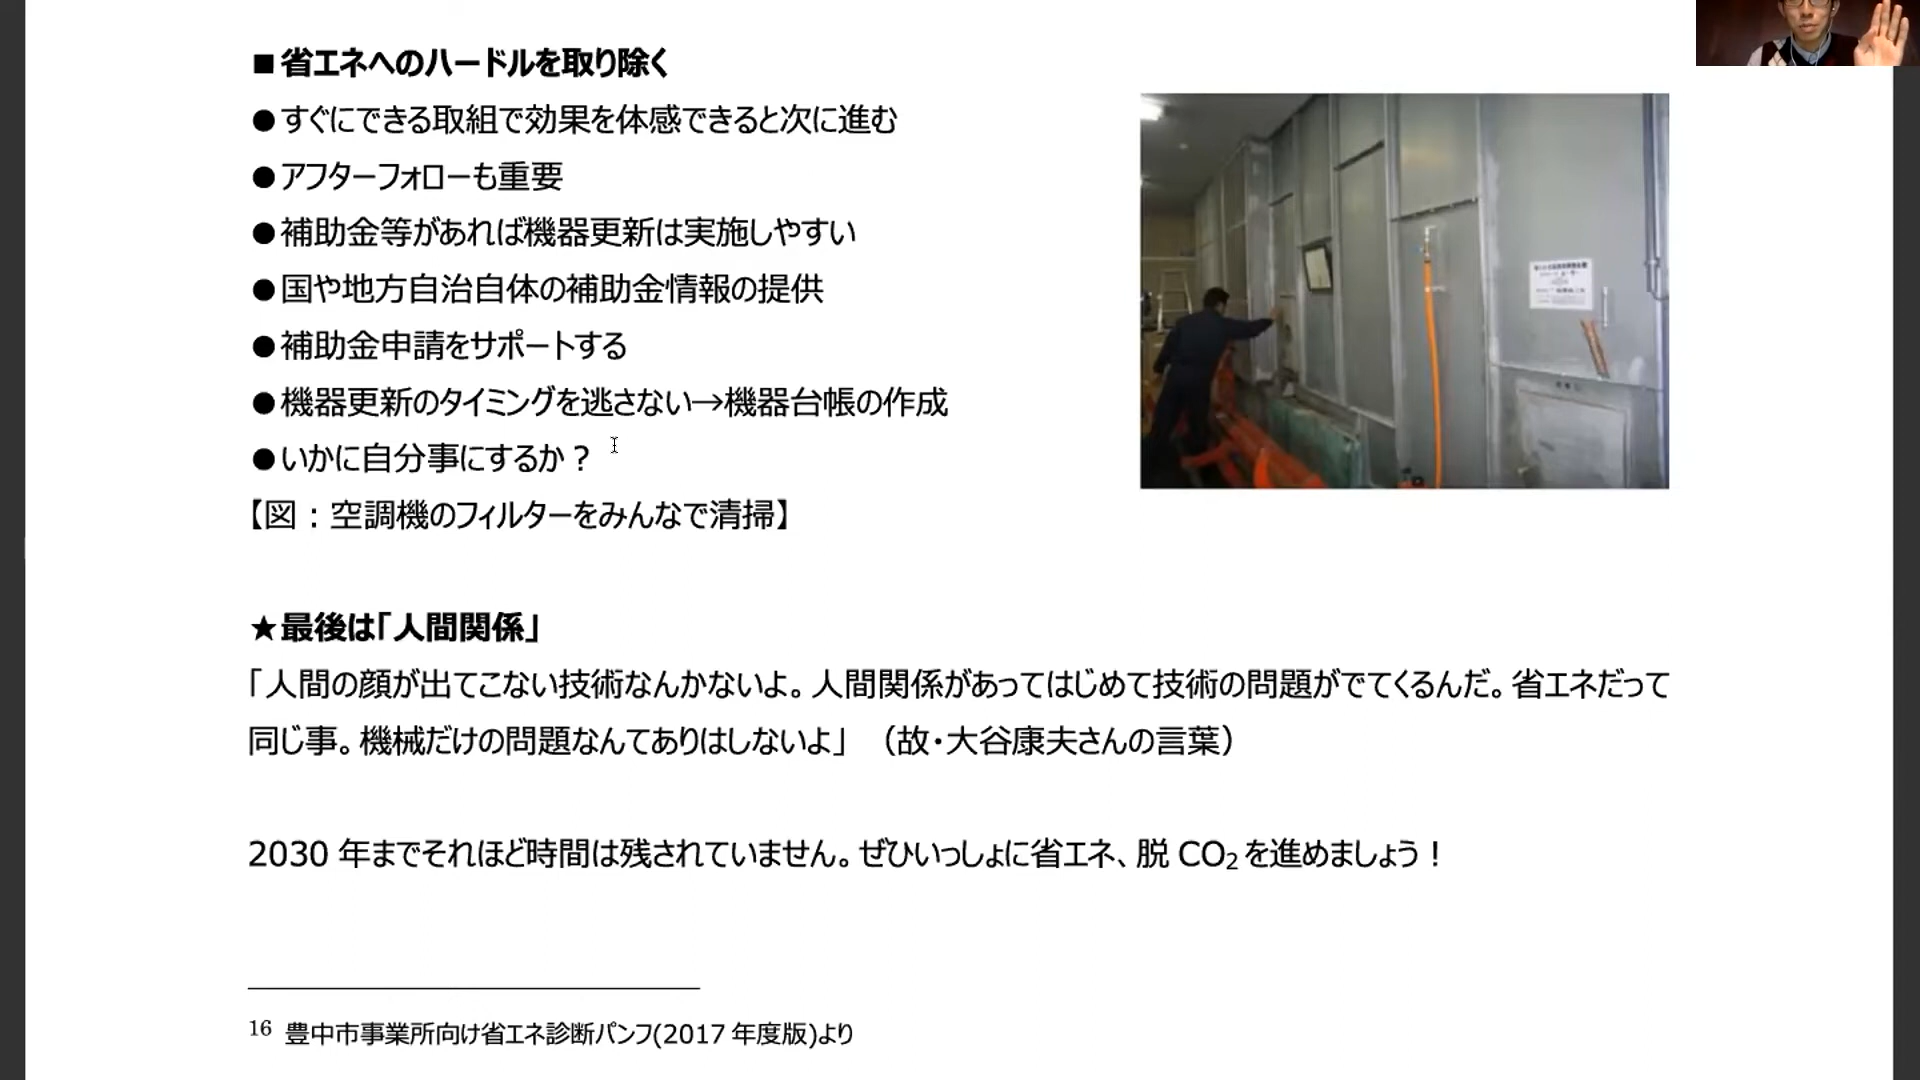 ■省エネへのハードルを取り除く
●すぐにできる取組で効果を体感できると次に進む
●アフターフォローも重要
●補助金等があれば機器更新は実施しやすい
●国や地方自治自体の補助金情報の提供
●補助金申請をサポートする
●機器更新のタイミングを逃さない→機器台帳の作成
●いかに自分事にするか？
【図：空調機のフィルターをみんなで清掃】
★最後は「人間関係」
「人間の顔が出てこない技術なんかないよ。人間関係があってはじめて技術の問題がでてくるんだ。省エネだって
同じ事。機械だけの問題なんてありはしないよ」（故・大谷康夫さんの言葉）
2030 年までそれほど時間は残されていません。ぜひいっしょに省エネ、脱 CO₂を進めましょう！
16 豊中市事業所向け省エネ診断パンフ(2017 年度版)より